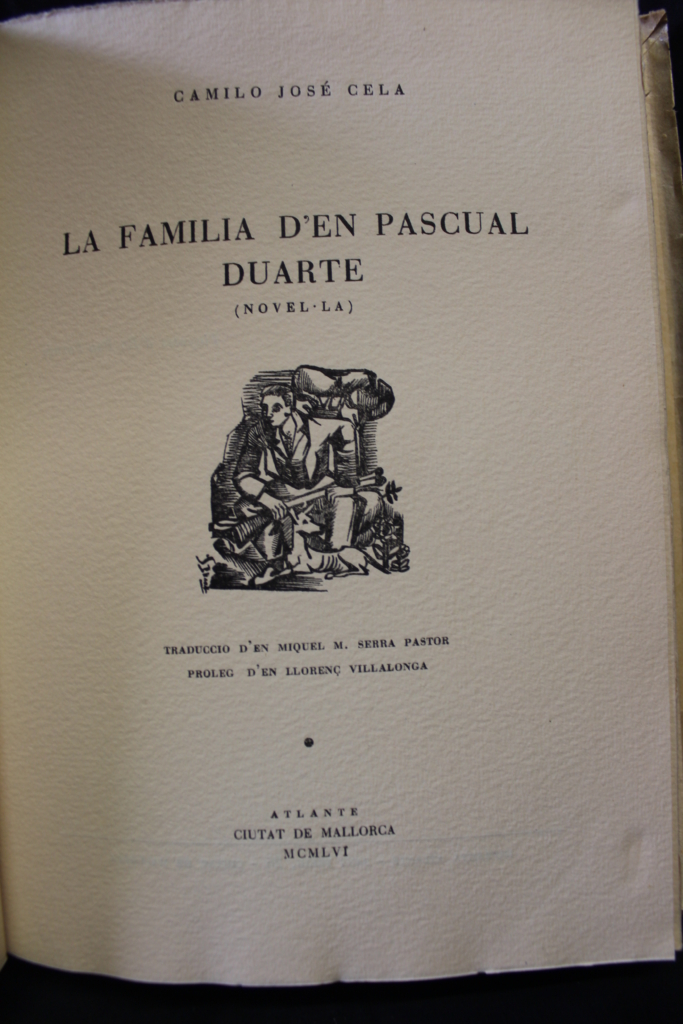 CAMILO JOSÉ CELA
LA FAMILIA D'EN PASCUAL
DUARTE
(NOVEL·LA)
TRADUCCIO D'EN MIQUEL M. SERRA PASTOR
PROLEG D'EN LLORENÇ VILLALONGA
ATLANTE
CIUTAT DE MALLORCA
MCMLVI